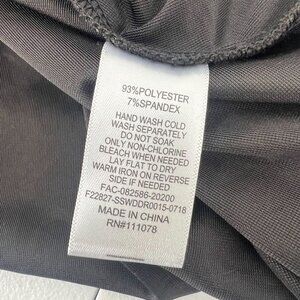 93%POLYESTER
7%SPANDEX
HAND WASH COLD
WASH SEPARATELY
DO NOT SOAK
ONLY NON-CHLORINE
BLEACH WHEN NEEDED
LAY FLAT TO DRY
WARM IRON ON REVERSE
SIDE IF NEEDED
FAC-082586-20200
F22827-SSWDDR0015-0718
MADE IN CHINA
RN#111078